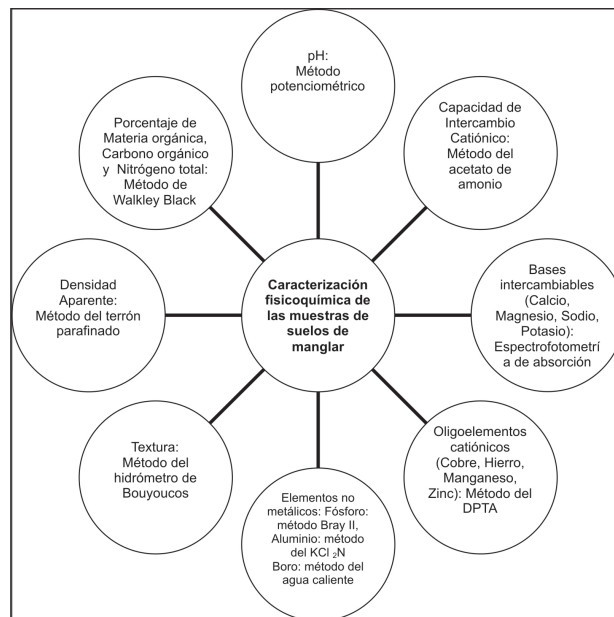 pH:
Método
potenciométrico
Capacidad de
Intercambio
Catiónico:
Método del
acetato de
amonio
Bases
intercambiables
(Calcio,
Magnesio, Sodio,
Potasio):
Espectrofotometrí
a de absorción
Oligoelementos
catiónicos
(Cobre, Hierro,
Manganeso,
Zinc): Método del
DPTA
Elementos no
metálicos: Fósforo:
método Bray II,
Aluminio: método
del KCl ₂N
Boro: método del
agua caliente
Textura:
Método del
hidrómetro de
Bouyoucos
Densidad
Aparente:
Método del terrón
parafinado
Porcentaje de
Materia orgánica,
Carbono orgánico
y Nitrógeno total:
Método de
Walkley Black
Caracterización
fisicoquímica de
las muestras de
suelos de
manglar